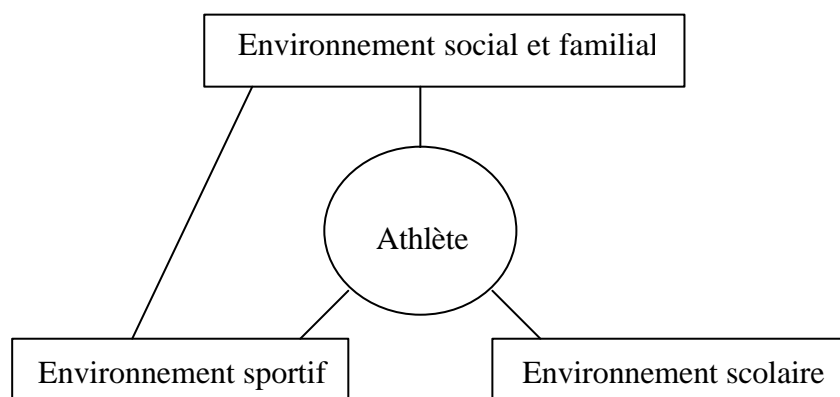 Environnement social et familial
Athlète
Environnement sportif
Environnement scolaire